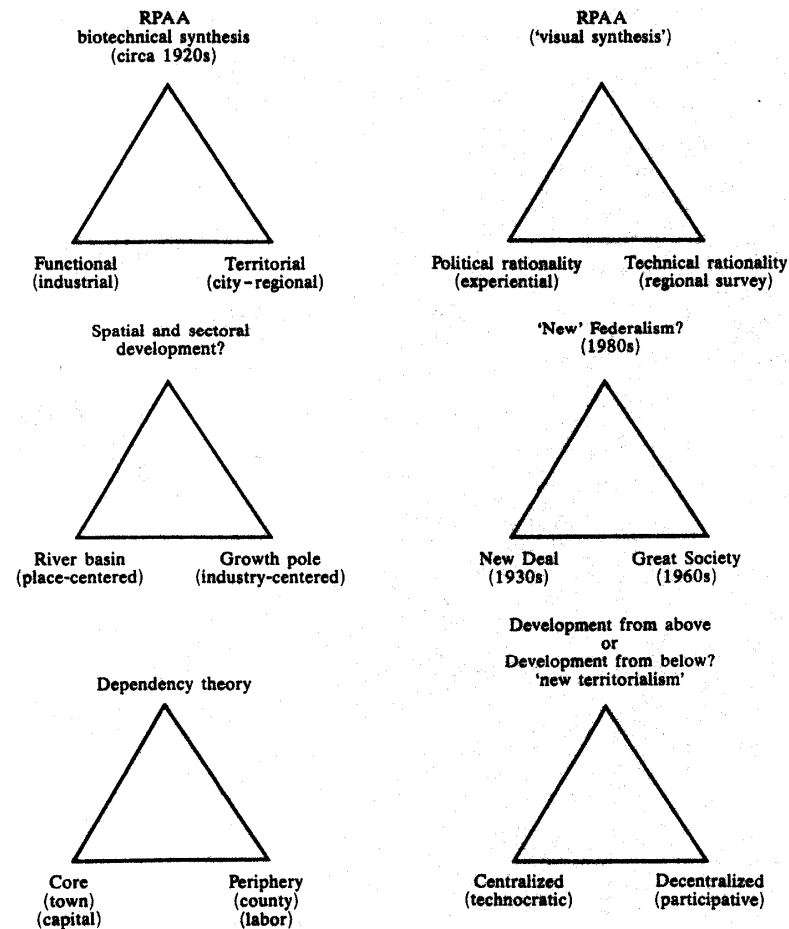 RPAA
biotechnical synthesis
(circa 1920s)
RPAA
('visual synthesis')
Functional
(industrial)
Territorial
(city-regional)
Political rationality
(experiential)
Technical rationality
(regional survey)
Spatial and sectoral
development?
'New' Federalism?
(1980s)
River basin
(place-centered)
Growth pole
(industry-centered)
New Deal
(1930s)
Great Society
(1960s)
Dependency theory
Development from above
or
Development from below?
'new territorialism'
Core
(town)
(capital)
Periphery
(county)
(labor)
Centralized
(technocratic)
Decentralized
(participative)